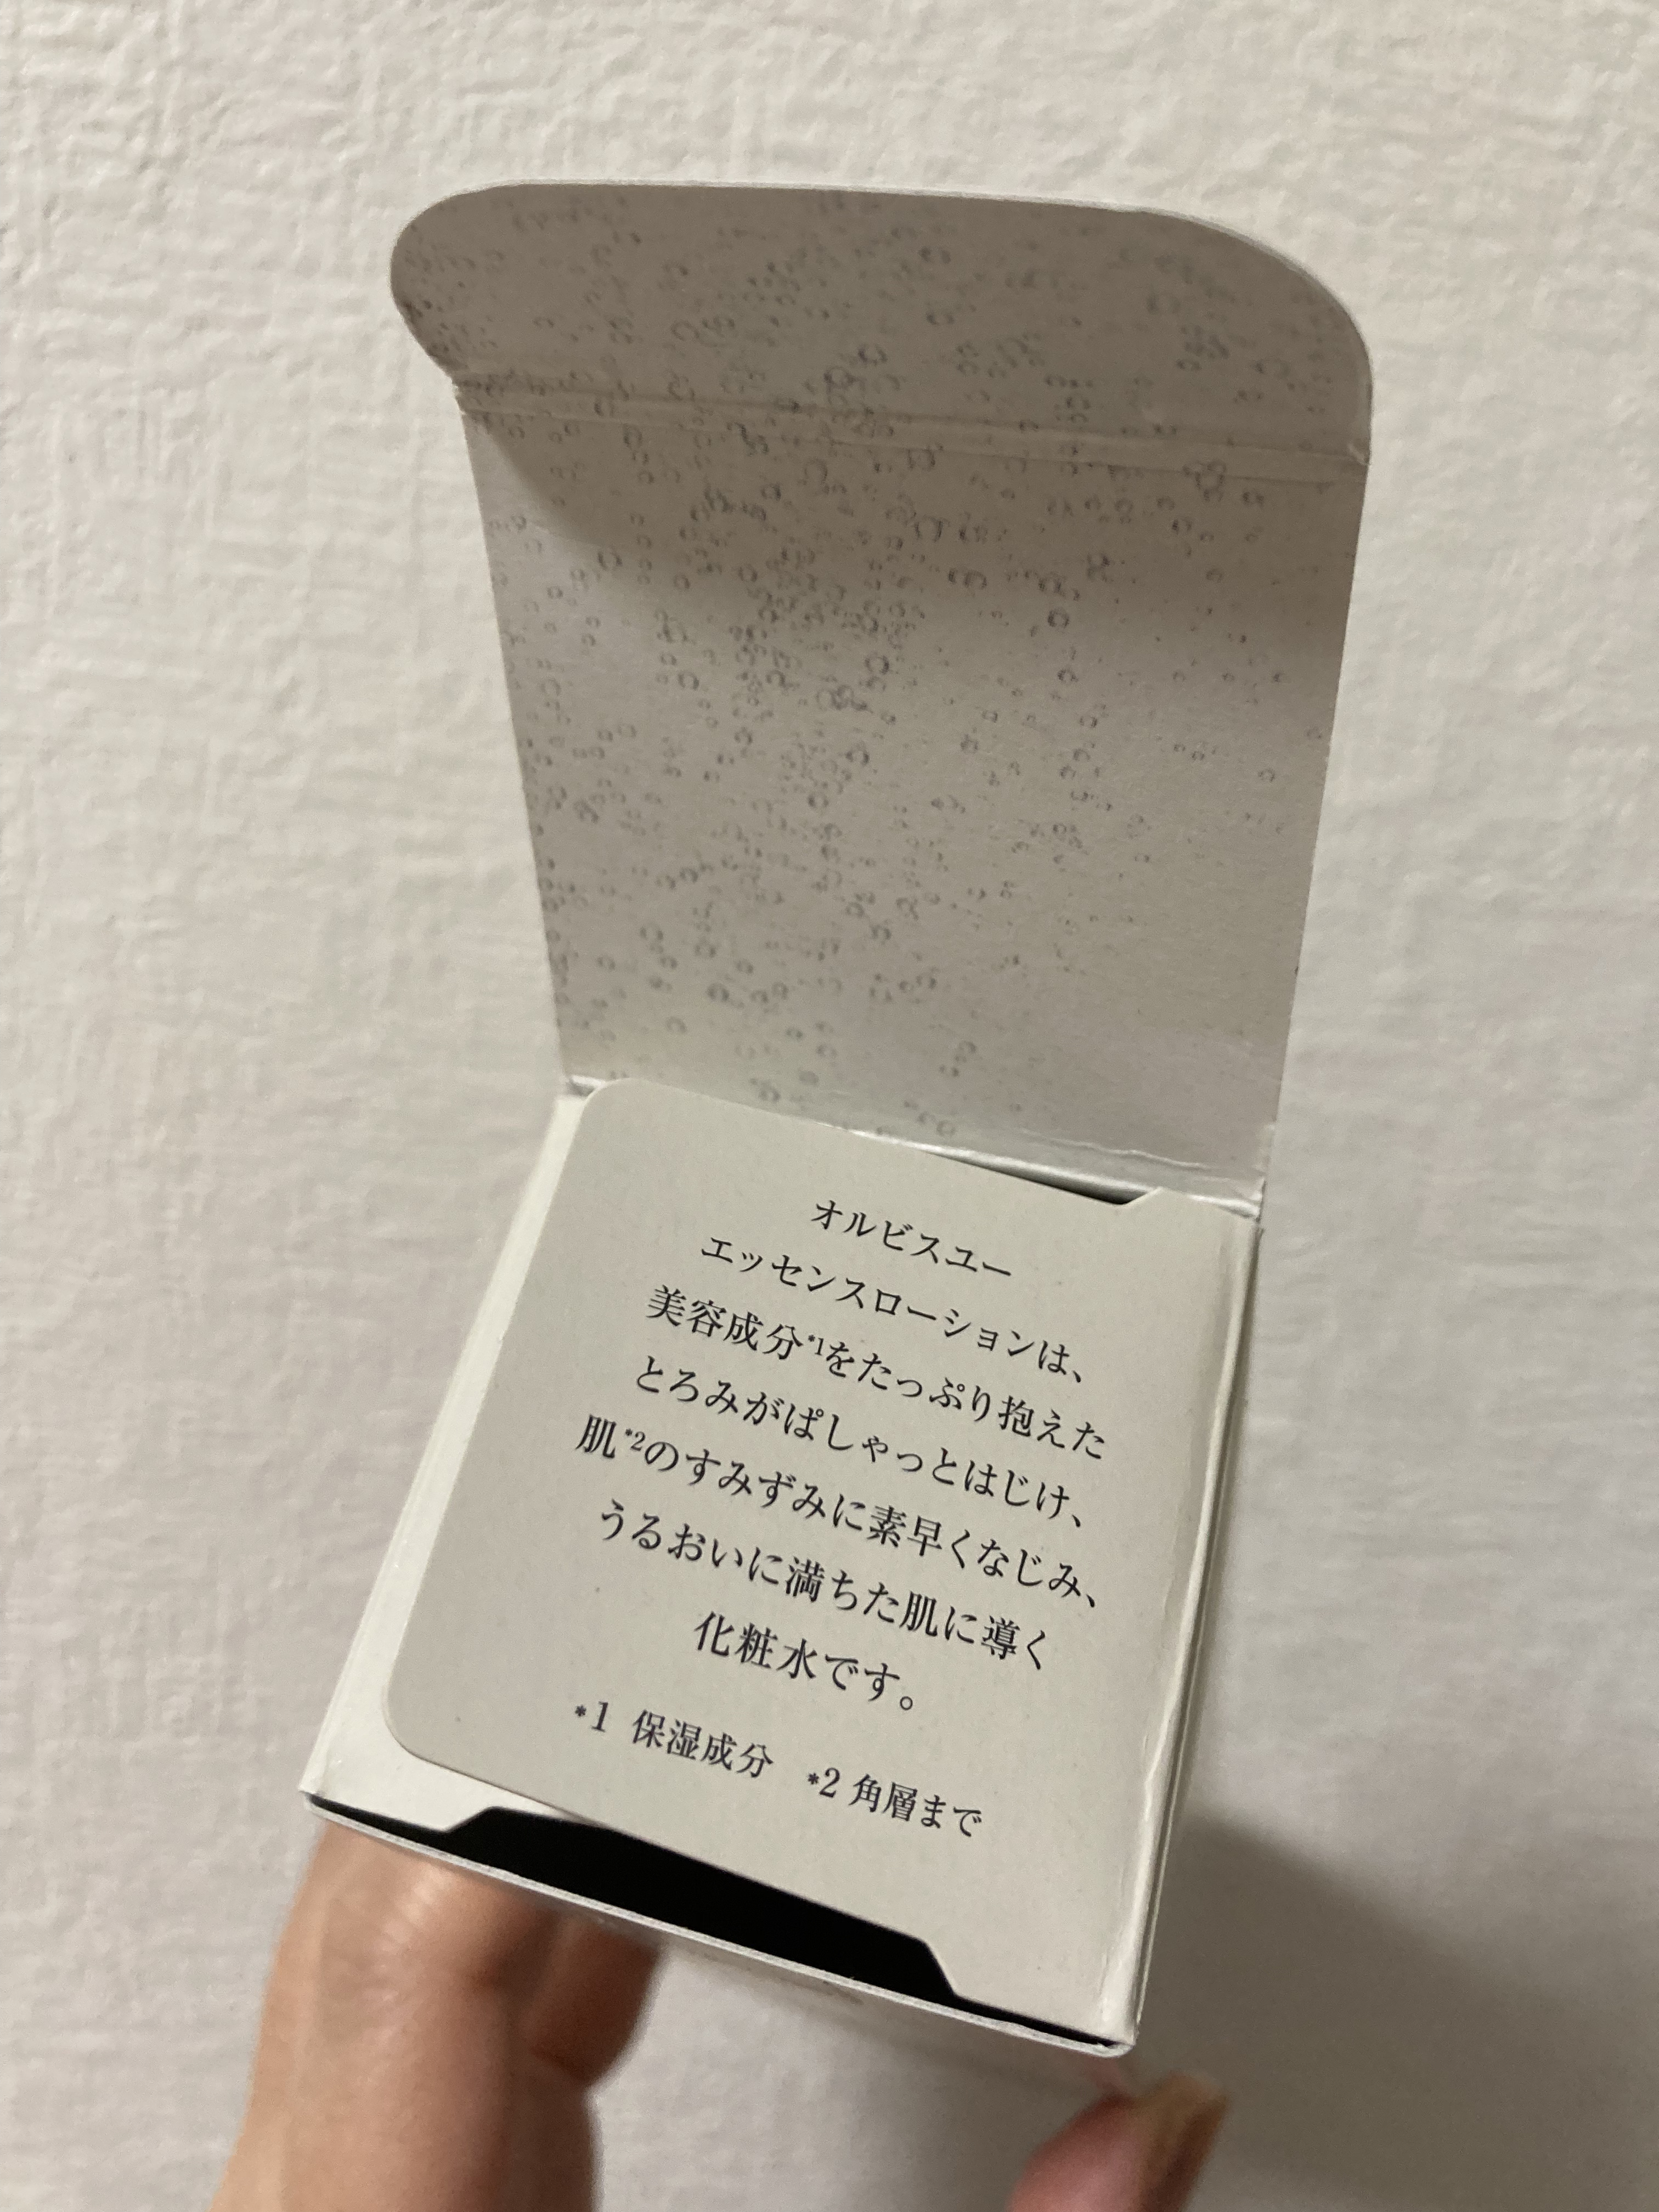 オルビスユー
エッセンスローションは、
美容成分*1をたっぷり抱えた
とろみがぱしゃっとはじけ、
肌*2のすみずみに素早くなじみ、
うるおいに満ちた肌に導く
化粧水です。
*1 保湿成分 *2 角層まで